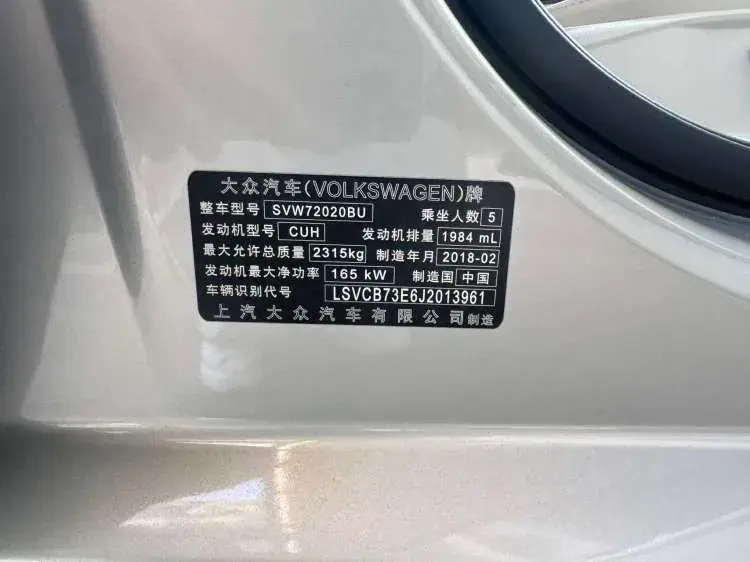 大众汽车(VOLKSWAGEN)牌
整车型号 SVW72020BU 乘坐人数 5
发动机型号 CUH 发动机排量 1984 mL
最大允许总质量 2315kg 制造年月 2018-02
发动机最大净功率 165 kW 制造国 中国
车辆识别代号 LSVCB73E6J2013961
上汽大众汽车有限公司制造